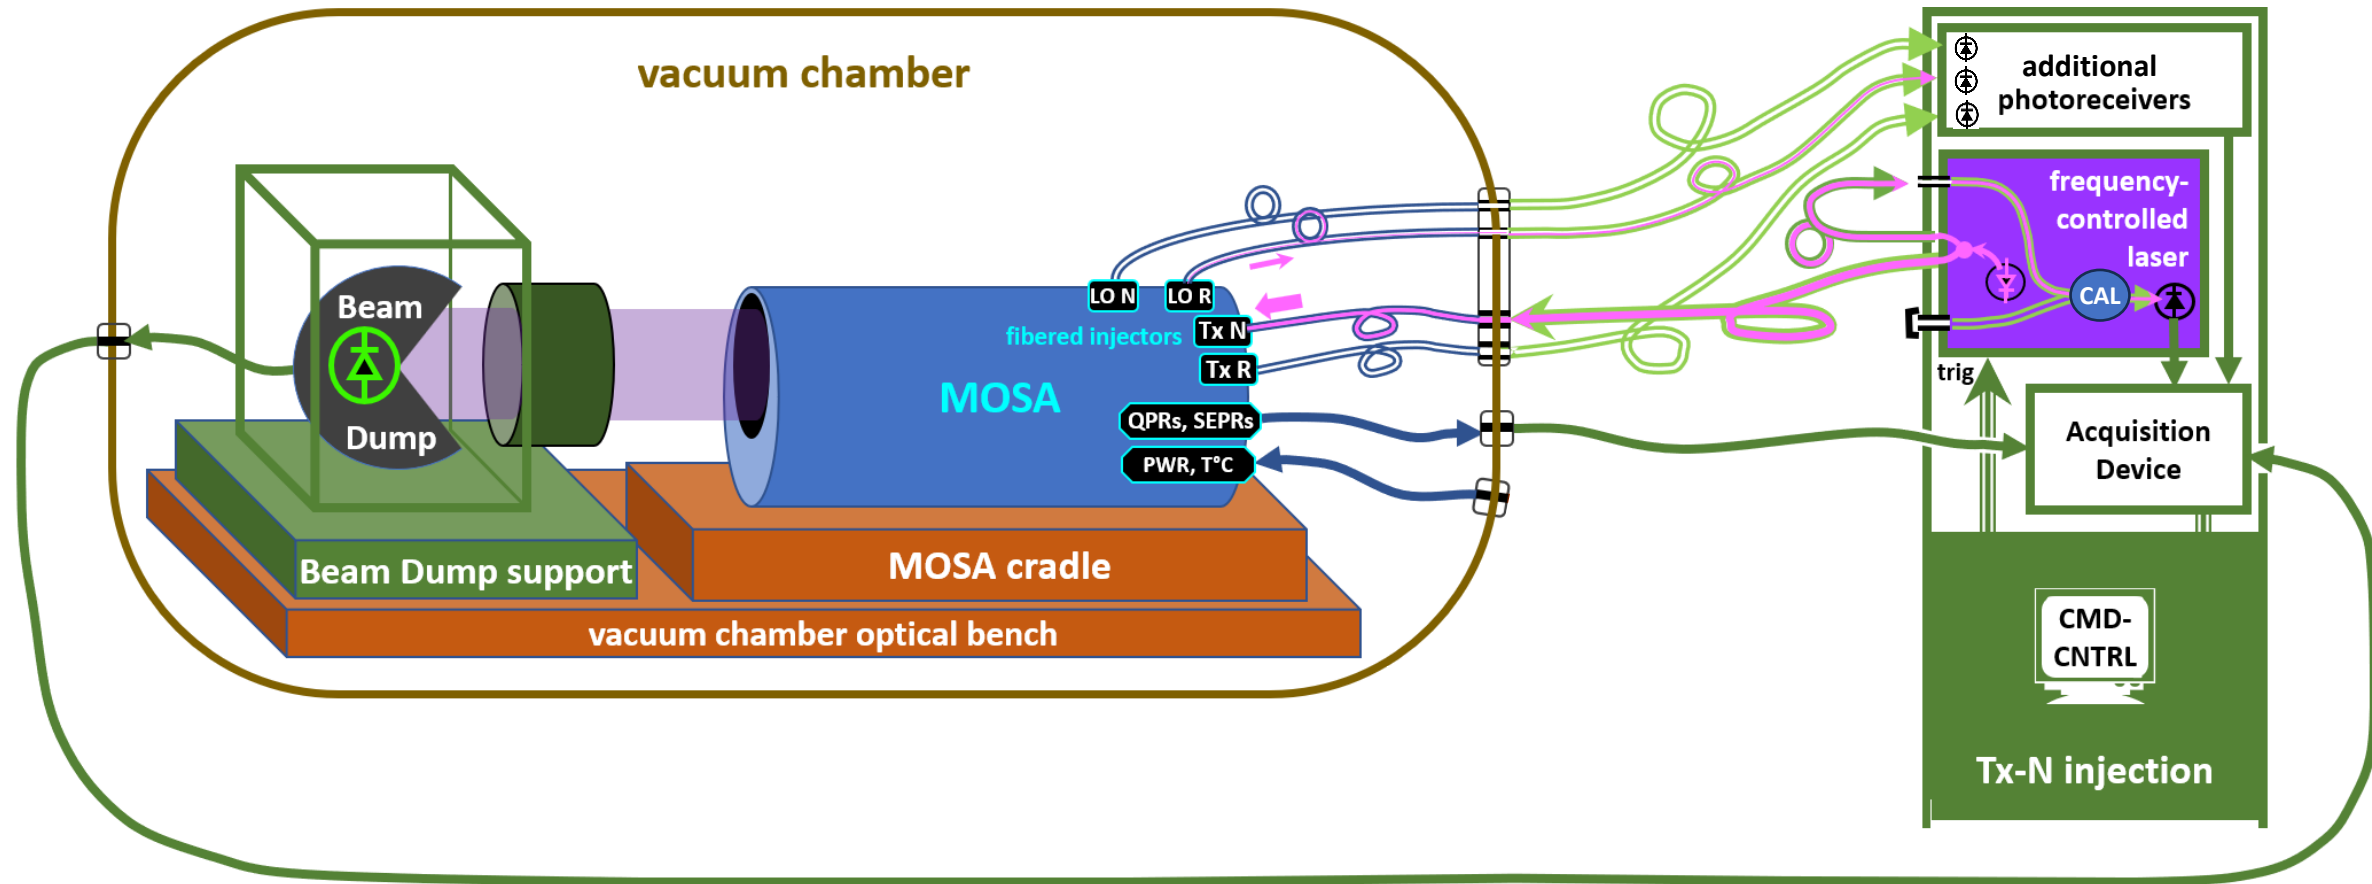 vacuum chamber
additional
photoreceivers
frequency-
controlled
laser
CAL
trig
Acquisition
Device
CMD-
CNTRL
Tx-N injection
Beam
Dump
LO N
LO R
fibered injectors
Tx N
Tx R
MOSA
QPRs, SEPRs
PWR, T°C
Beam Dump support
MOSA cradle
vacuum chamber optical bench